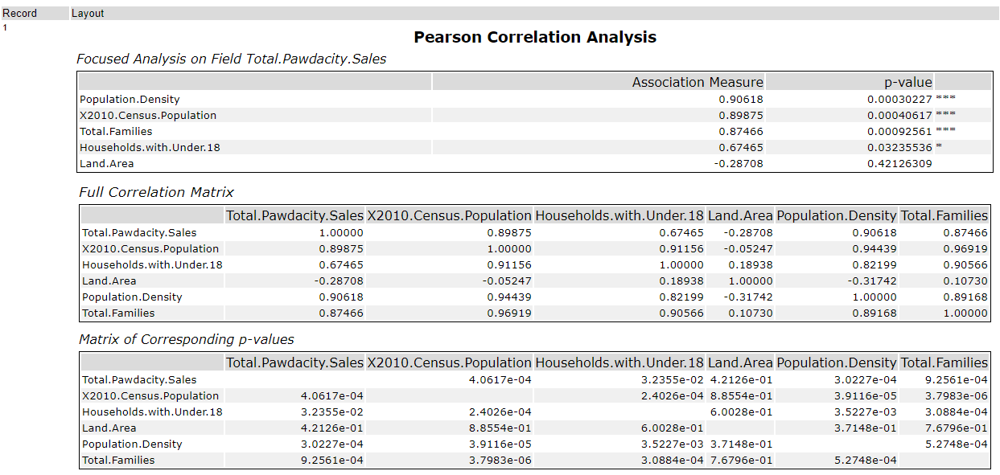 Record Layout
1
Pearson Correlation Analysis
Focused Analysis on Field Total.Pawdacity.Sales
Association Measure p-value
Population.Density 0.90618 0.00030227 ***
X2010.Census.Population 0.89875 0.00040617 ***
Total.Families 0.87466 0.00092561 ***
Households.with.Under.18 0.67465 0.03235536 *
Land.Area -0.28708 0.42126309
Full Correlation Matrix
Total.Pawdacity.Sales X2010.Census.Population Households.with.Under.18 Land.Area Population.Density Total.Families
Total.Pawdacity.Sales 1.00000 0.89875 0.67465 -0.28708 0.90618 0.87466
X2010.Census.Population 0.89875 1.00000 0.91156 -0.05247 0.94439 0.96919
Households.with.Under.18 0.67465 0.91156 1.00000 0.18938 0.82199 0.90566
Land.Area -0.28708 -0.05247 0.18938 1.00000 -0.31742 0.10730
Population.Density 0.90618 0.94439 0.82199 -0.31742 1.00000 0.89168
Total.Families 0.87466 0.96919 0.90566 0.10730 0.89168 1.00000
Matrix of Corresponding p-values
Total.Pawdacity.Sales X2010.Census.Population Households.with.Under.18 Land.Area Population.Density Total.Families
Total.Pawdacity.Sales 4.0617e-04 3.2355e-02 4.2126e-01 3.0227e-04 9.2561e-04
X2010.Census.Population 4.0617e-04 2.4026e-04 8.8554e-01 3.9116e-05 3.7983e-06
Households.with.Under.18 3.2355e-02 2.4026e-04 6.0028e-01 3.5227e-03 3.0884e-04
Land.Area 4.2126e-01 8.8554e-01 6.0028e-01 3.7148e-01 7.6796e-01
Population.Density 3.0227e-04 3.9116e-05 3.5227e-03 3.7148e-01 5.2748e-04
Total.Families 9.2561e-04 3.7983e-06 3.0884e-04 7.6796e-01 5.2748e-04